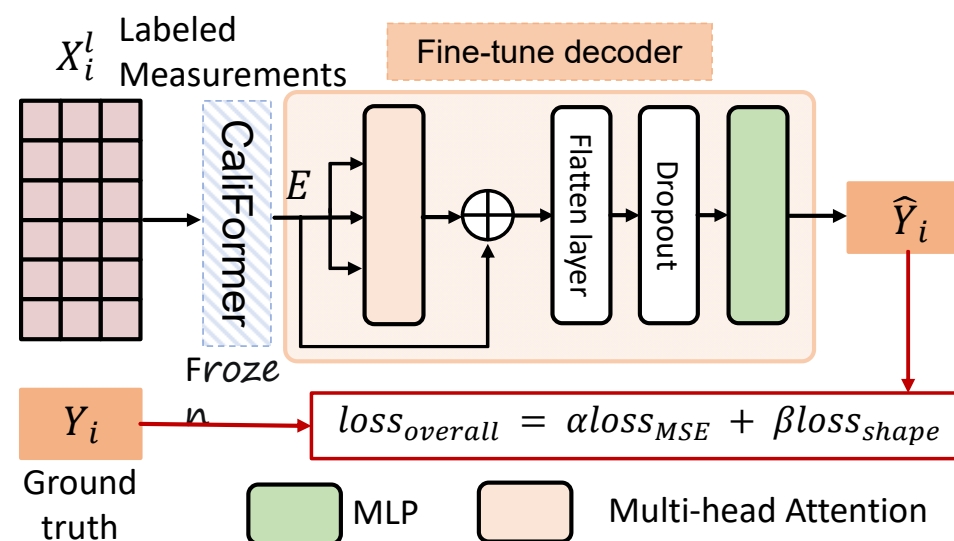 X_i^l Labeled
Measurements
Fine-tune decoder
CaliFormer
E
Flatten layer
Dropout
Ŷ_i
Froze
n
Y_i
loss_overall = αloss_MSE + βloss_shape
Ground
truth
MLP
Multi-head Attention